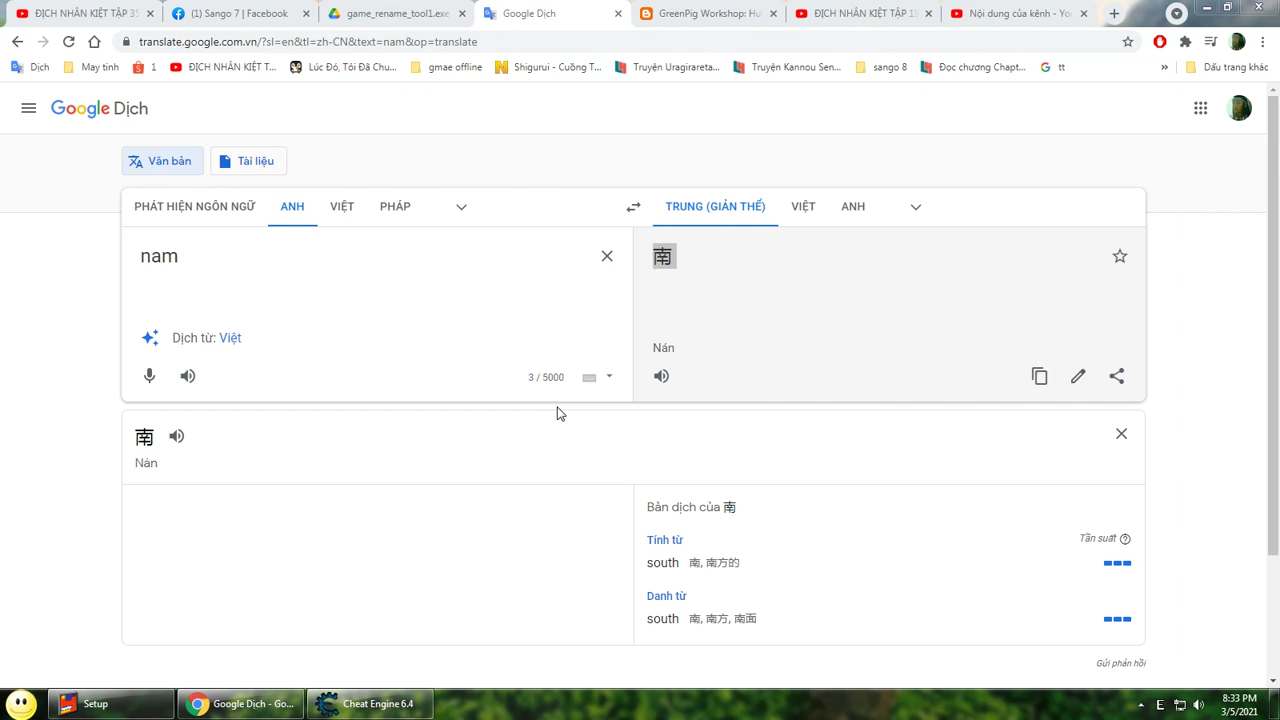 ĐỊCH NHÂN KIỆT TẬP 35
(1) Sango 7 | Facebook
game_rename_tool1.exe
Google Dịch
GreenPig Workshop: Hu
ĐỊCH NHÂN KIỆT TẬP 19
Nội dung của kênh - Yo
translate.google.com.vn/?sl=en&tl=zh-CN&text=nam&op=translate
Dịch
May tinh
1
ĐỊCH NHÂN KIỆT T...
Lúc Đó, Tôi Đã Chu...
gmae offline
Shigurui - Cuồng T...
Truyện Uragirareta...
Truyện Kannou Sen...
sango 8
Đọc chương Chapt...
tt
»
Dấu trang khác
Google Dịch
Văn bản
Tài liệu
PHÁT HIỆN NGÔN NGỮ
ANH
VIỆT
PHÁP
TRUNG (GIẢN THỂ)
VIỆT
ANH
nam
南
Dịch từ: Việt
Nán
3 / 5000
南
Nán
Bản dịch của 南
Tính từ
Tần suất
south 南, 南方的
Danh từ
south 南, 南方, 南面
Gửi phản hồi
Setup
Google Dịch - Go...
Cheat Engine 6.4
E
8:33 PM
3/5/2021